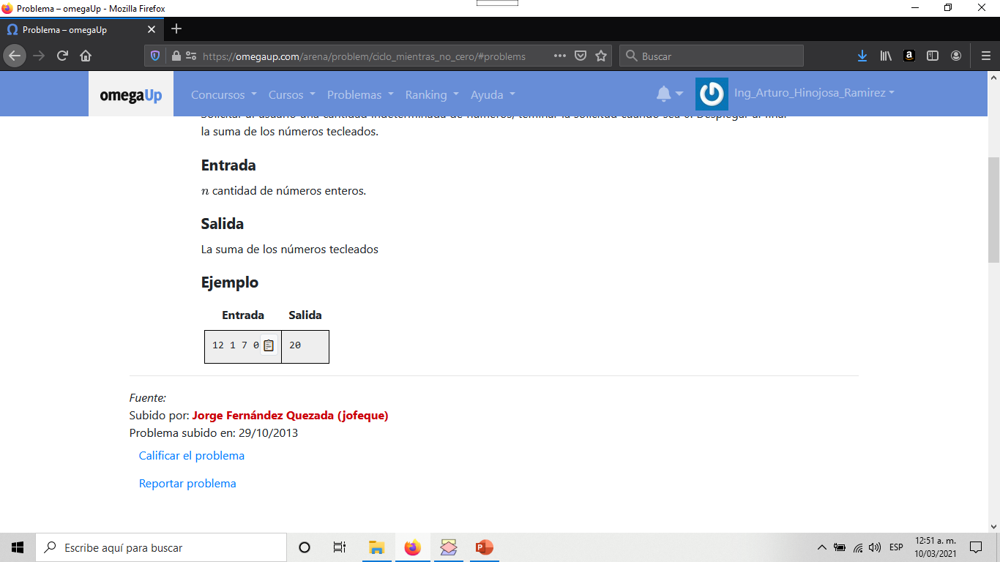 Problema – omegaUp - Mozilla Firefox
Problema – omegaUp
https://omegaup.com/arena/problem/ciclo_mientras_no_cero/#problems
Buscar
omegaUp
Concursos
Cursos
Problemas
Ranking
Ayuda
Ing_Arturo_Hinojosa_Ramirez
la suma de los números tecleados.
Entrada
n cantidad de números enteros.
Salida
La suma de los números tecleados
Ejemplo
Entrada Salida
12 1 7 0 20
Fuente:
Subido por: Jorge Fernández Quezada (jofeque)
Problema subido en: 29/10/2013
Calificar el problema
Reportar problema
Escribe aquí para buscar
ESP
12:51 a. m.
10/03/2021